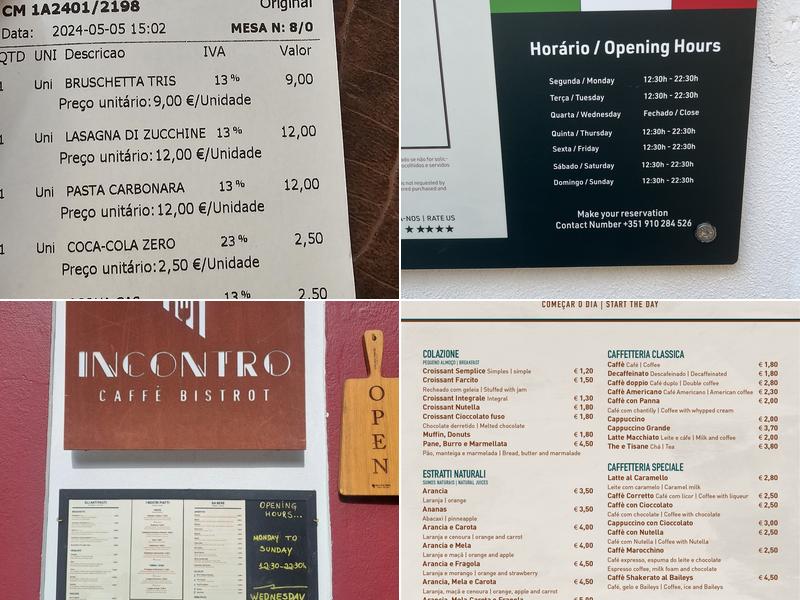 CM 1A2401/2198 Original
Data: 2024-05-05 15:02 MESA N: 8/0
QTD UNI Descricao IVA Valor
1 Uni BRUSCHETTA TRIS 13% 9,00
Preço unitário: 9,00 €/Unidade
1 Uni LASAGNA DI ZUCCHINE 13% 12,00
Preço unitário: 12,00 €/Unidade
1 Uni PASTA CARBONARA 13% 12,00
Preço unitário: 12,00 €/Unidade
1 Uni COCA-COLA ZERO 23% 2,50
Preço unitário: 2,50 €/Unidade
13% 2,50
Horário / Opening Hours
Segunda / Monday 12:30h - 22:30h
Terça / Tuesday 12:30h - 22:30h
Quarta / Wednesday Fechado / Close
Quinta / Thursday 12:30h - 22:30h
Sexta / Friday 12:30h - 22:30h
Sábado / Saturday 12:30h - 22:30h
Domingo / Sunday 12:30h - 22:30h
Make your reservation
Contact Number +351 910 284 526
A-NOS | RATE US
INCONTRO
CAFFÈ BISTROT
OPEN
OPENING
HOURS...
MONDAY TO
SUNDAY
12:30-22:30h
WEDNESDAY
COMEÇAR O DIA | START THE DAY
COLAZIONE
PEQUENO ALMOÇO | BREAKFAST
Croissant Semplice Simples | simple € 1,20
Croissant Farcito € 1,50
Recheado com geleia | Stuffed with jam
Croissant Integrale Integral € 1,30
Croissant Nutella € 1,80
Croissant Cioccolato fuso € 1,80
Chocolate derretido | Melted chocolate
Muffin, Donuts € 1,80
Pane, Burro e Marmellata € 4,50
Pão, manteiga e marmelada | Bread, butter and marmalade
ESTRATTI NATURALI
SUMOS NATURAIS | NATURAL JUICES
Arancia € 3,50
Laranja | orange
Ananas € 3,50
Abacaxi | pinneapple
Arancia e Carota € 4,00
Laranja e cenoura | orange and carrot
Arancia e Mela € 4,00
Laranja e maçã | orange and apple
Arancia e Fragola € 4,50
Laranja e morango | orange and strawberry
Arancia, Mela e Carota € 4,50
Laranja, maçã e cenoura | orange, apple and carrot
Arancia, Mela, Carota e Fragola € 5,00
CAFFETTERIA CLASSICA
Caffè Café | Coffee € 1,80
Decaffeinato Descafeinado | Decaffeinated € 1,80
Caffè doppio Café duplo | Double coffee € 2,80
Caffè Americano Café Americano | American coffee € 2,30
Caffè con Panna € 2,00
Café com chantilly | Coffee with whypped cream
Cappuccino € 2,00
Cappuccino Grande € 3,70
Latte Macchiato Leite e cáfe | Milk and coffee € 2,00
The e Tisane Chá | Tea € 3,80
CAFFETTERIA SPECIALE
Latte al Caramello € 2,80
Leite com caramelo | Caramel milk
Caffè Corretto Café com licor | Coffee with liqueur € 2,50
Caffè con Cioccolato € 2,50
Café com chocolate | Coffee with chocolate
Cappuccino con Cioccolato € 3,00
Caffè con Nutella € 2,50
Café com Nutella | Coffee with Nutella
Caffè Marocchino € 2,50
Café expresso, espuma do leite e chocolate
Espresso coffee, milk foam and chocolate
Caffè Shakerato al Baileys € 4,50
Café, gelo e Baileys | Coffee, ice and Baileys